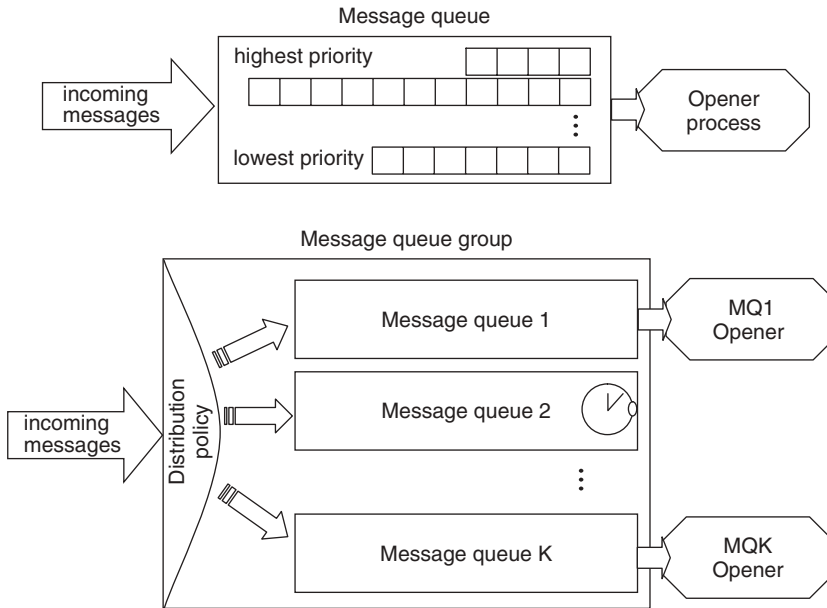 Message queue
highest priority
incoming
messages
lowest priority
Opener
process
Message queue group
incoming
messages
Distribution
policy
Message queue 1
MQ1
Opener
Message queue 2
Message queue K
MQK
Opener